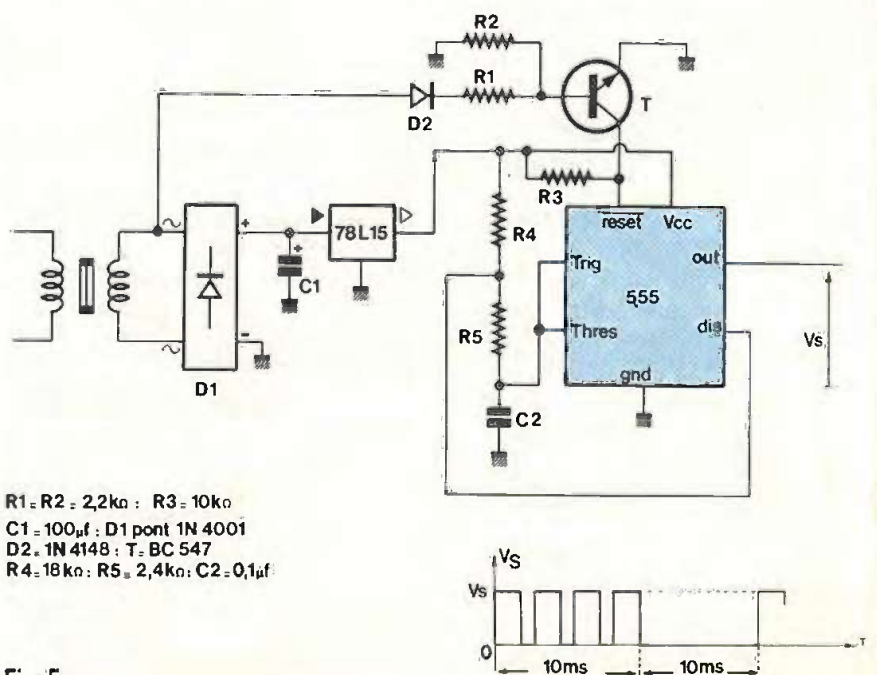 R2
R1
D2
T
R3
reset Vcc
78L15
R4
+
+
C1
Trig
out
555
R5
Thres
dis
Vs
-
gnd
D1
C2
R1=R2=2,2kΩ : R3=10kΩ
C1=100µf : D1 pont 1N 4001
D2=1N 4148 : T=BC 547
R4=18kΩ : R5=2,4kΩ : C2=0,1µf
VS
Vs
0
T
10ms
10ms